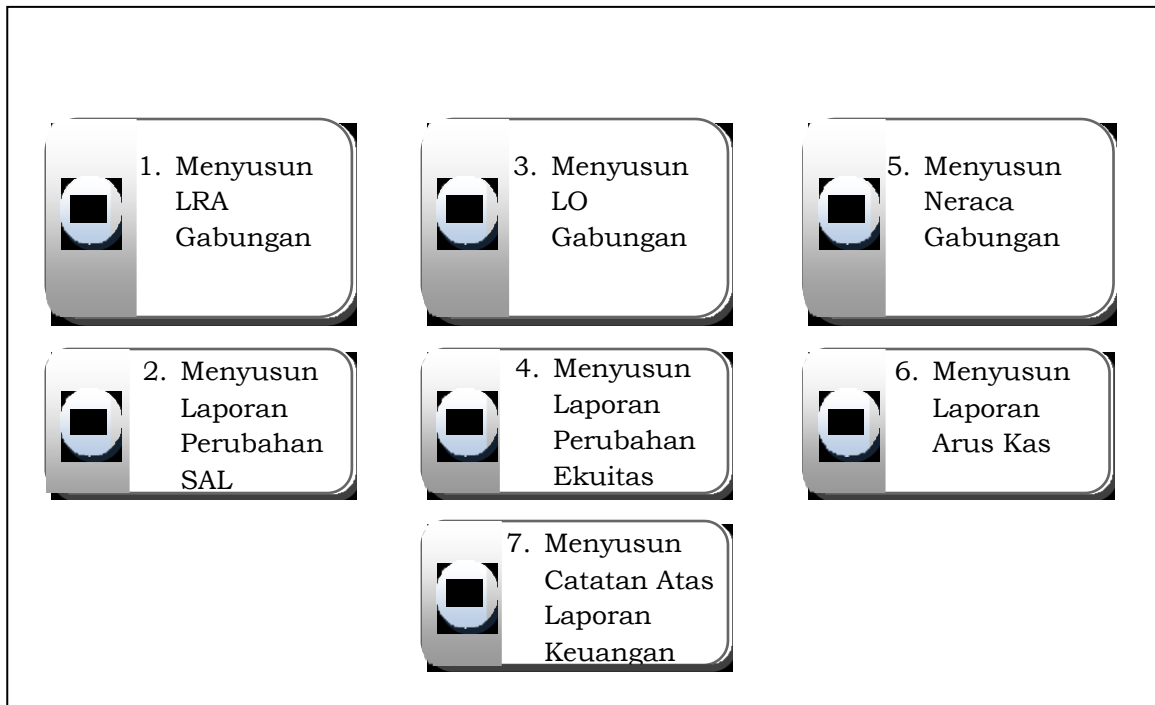 1. Menyusun
LRA
Gabungan
2. Menyusun
Laporan
Perubahan
SAL
3. Menyusun
LO
Gabungan
4. Menyusun
Laporan
Perubahan
Ekuitas
5. Menyusun
Neraca
Gabungan
6. Menyusun
Laporan
Arus Kas
7. Menyusun
Catatan Atas
Laporan
Keuangan